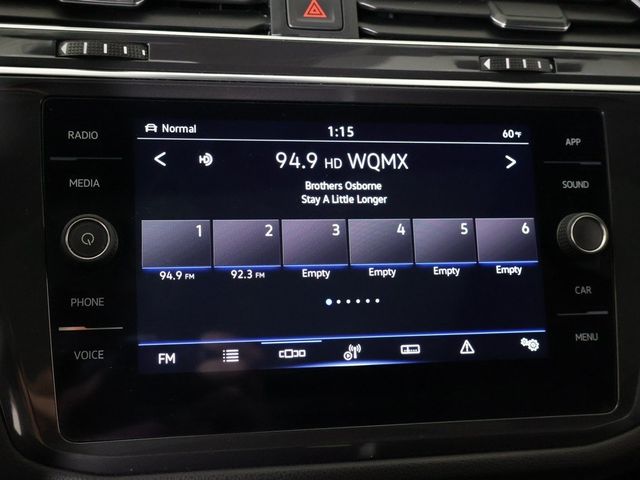 RADIO
MEDIA
PHONE
VOICE
Normal
1:15
60°F
94.9 HD WQMX
Brothers Osborne
Stay A Little Longer
1 2 3 4 5 6
94.9 FM 92.3 FM Empty Empty Empty Empty
FM
APP
SOUND
CAR
MENU